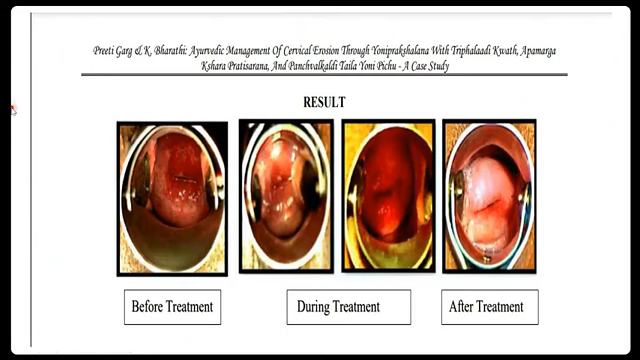 Preeti Garg & K. Bharathi: Ayurvedic Management Of Cervical Erosion Through Yoniprakshalana With Triphalaadi Kwath, Apamarga
Kshara Pratisarana, And Panchvalkaldi Taila Yoni Pichu - A Case Study
RESULT
Before Treatment
During Treatment
After Treatment